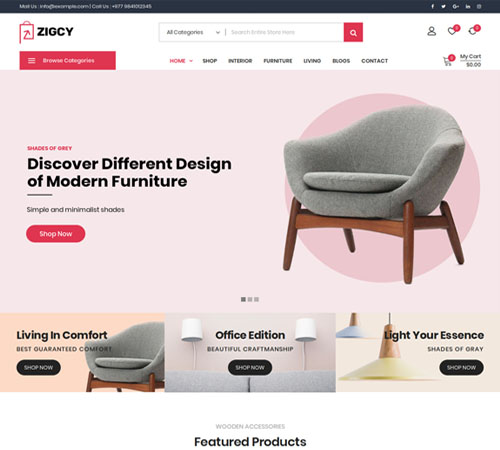 Mail Us : info@example.com | Call Us : +977 9841012345
ZIGCY
All Categories
Search Entire Store Here
0
0
Browse Categories
HOME
SHOP
INTERIOR
FURNITURE
LIVING
BLOGS
CONTACT
0
My Cart
$0.00
SHADES OF GREY
Discover Different Design
of Modern Furniture
Simple and minimalist shades
Shop Now
Living In Comfort
BEST GUARANTEED COMFORT
SHOP NOW
Office Edition
BEAUTIFUL CRAFTMANSHIP
SHOP NOW
Light Your Essence
SHADES OF GRAY
SHOP NOW
WOODEN ACCESSORIES
Featured Products